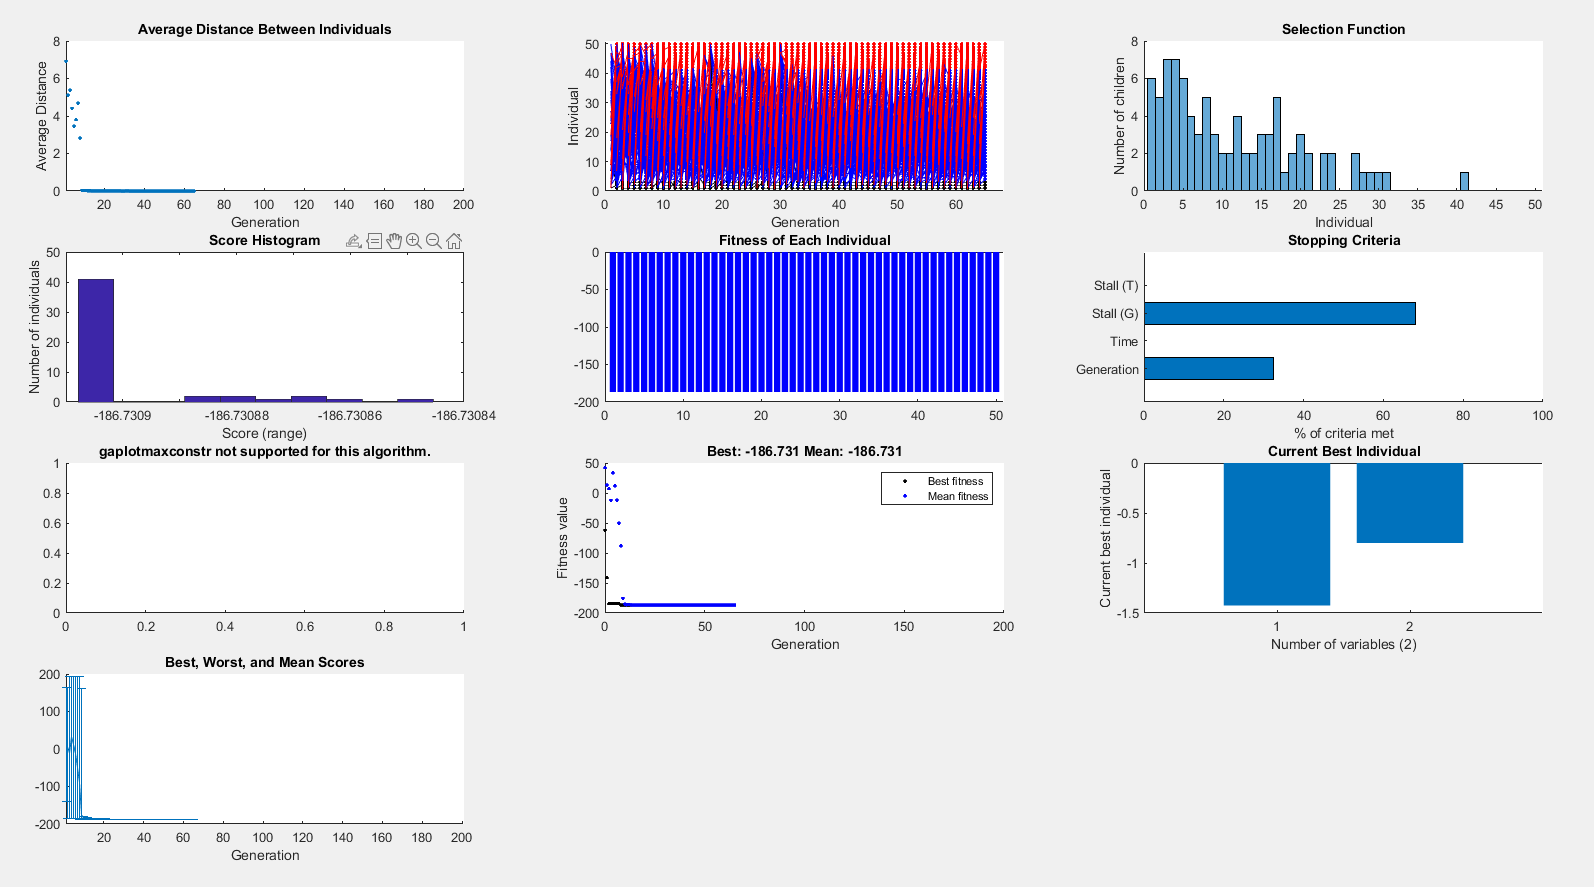 Average Distance Between Individuals
8
6
4
2
0
Average Distance
20 40 60 80 100 120 140 160 180 200
Generation
50
40
30
20
10
0
Individual
0 10 20 30 40 50 60
Generation
Selection Function
8
6
4
2
0
Number of children
0 5 10 15 20 25 30 35 40 45 50
Individual
Score Histogram
50
40
30
20
10
0
Number of individuals
-186.7309 -186.73088 -186.73086 -186.73084
Score (range)
Fitness of Each Individual
0
-50
-100
-150
-200
0 10 20 30 40 50
Stopping Criteria
Stall (T)
Stall (G)
Time
Generation
0 20 40 60 80 100
% of criteria met
gaplotmaxconstr not supported for this algorithm.
1
0.8
0.6
0.4
0.2
0
0 0.2 0.4 0.6 0.8 1
Best: -186.731 Mean: -186.731
50
0
-50
-100
-150
-200
Fitness value
Best fitness
Mean fitness
0 50 100 150 200
Generation
Current Best Individual
0
-0.5
-1
-1.5
Current best individual
1 2
Number of variables (2)
Best, Worst, and Mean Scores
200
100
0
-100
-200
20 40 60 80 100 120 140 160 180 200
Generation